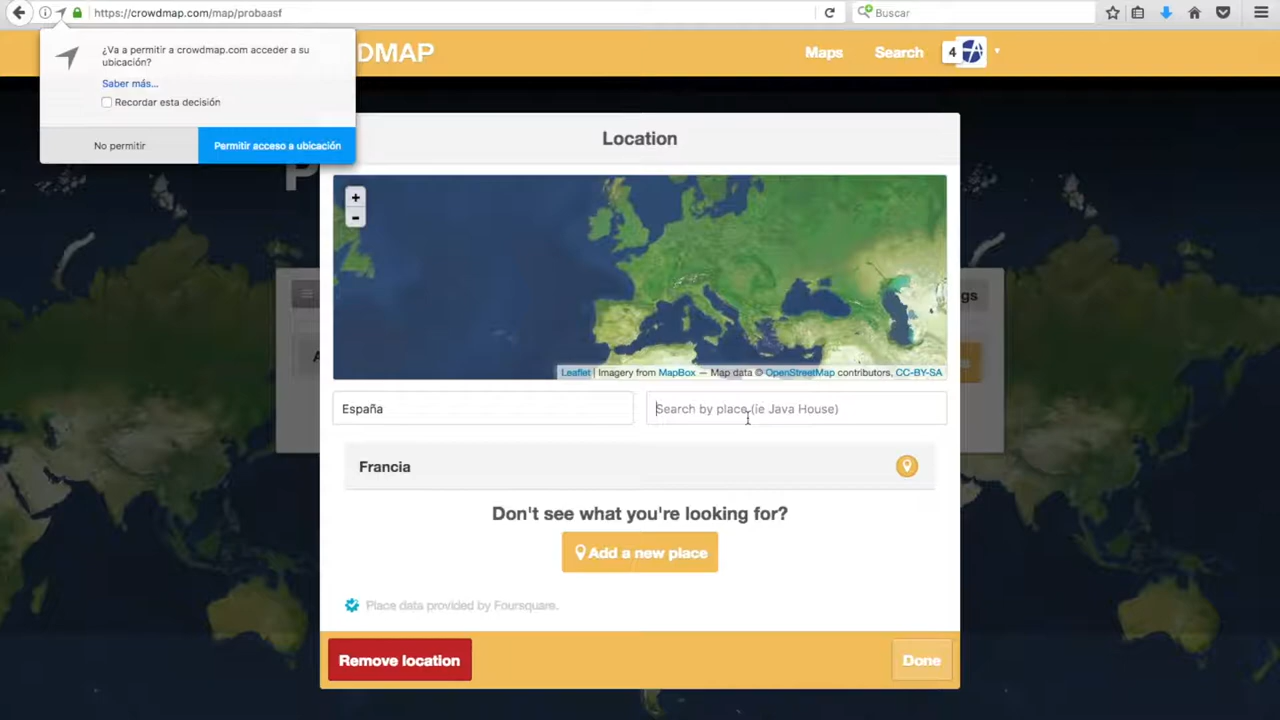 https://crowdmap.com/map/probaasf
Buscar
¿Va a permitir a crowdmap.com acceder a su
ubicación?
Saber más...
Recordar esta decisión
No permitir
Permitir acceso a ubicación
DMAP
Maps
Search
4
Location
+
-
Leaflet | Imagery from MapBox — Map data © OpenStreetMap contributors, CC-BY-SA
España
Search by place (ie Java House)
Francia
Don't see what you're looking for?
Add a new place
Place data provided by Foursquare.
Remove location
Done